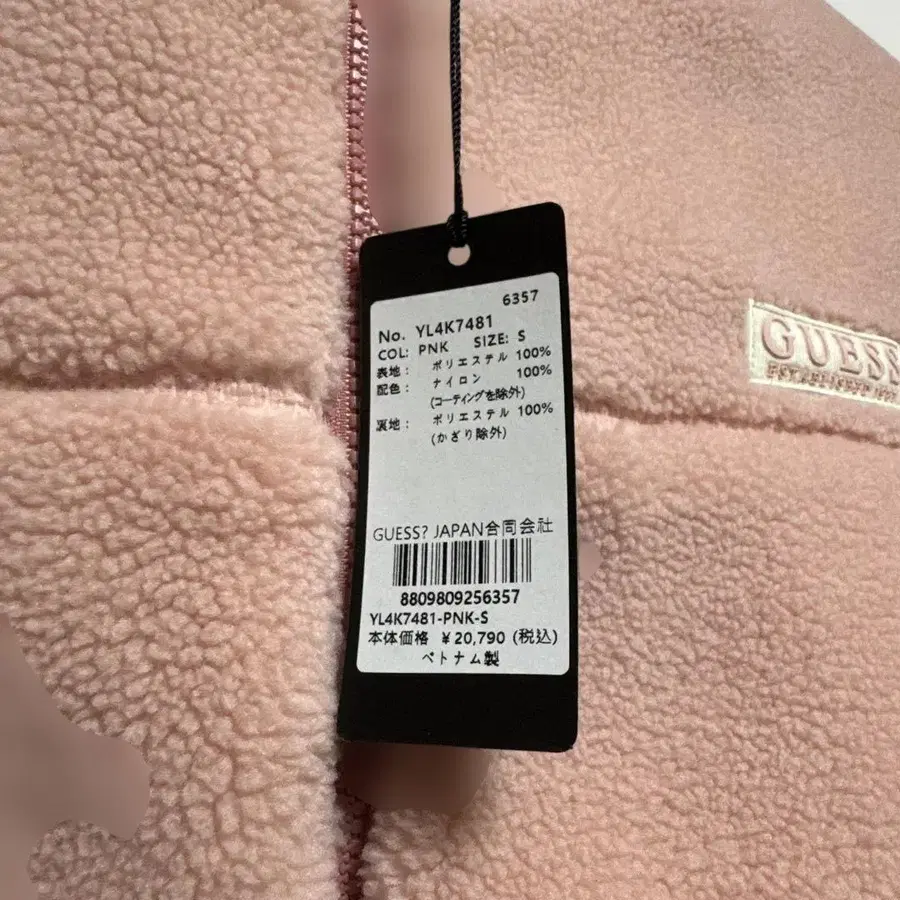 6357
No. YL4K7481
COL: PNK SIZE: S
表地: ポリエステル 100%
配色: ナイロン 100%
(コーティングを除外)
裏地: ポリエステル 100%
(かざり除外)
GUESS? JAPAN合同会社
8809809256357
YL4K7481-PNK-S
本体価格 ¥20,790 (税込)
ベトナム製
GUESS
ESTABLISHED